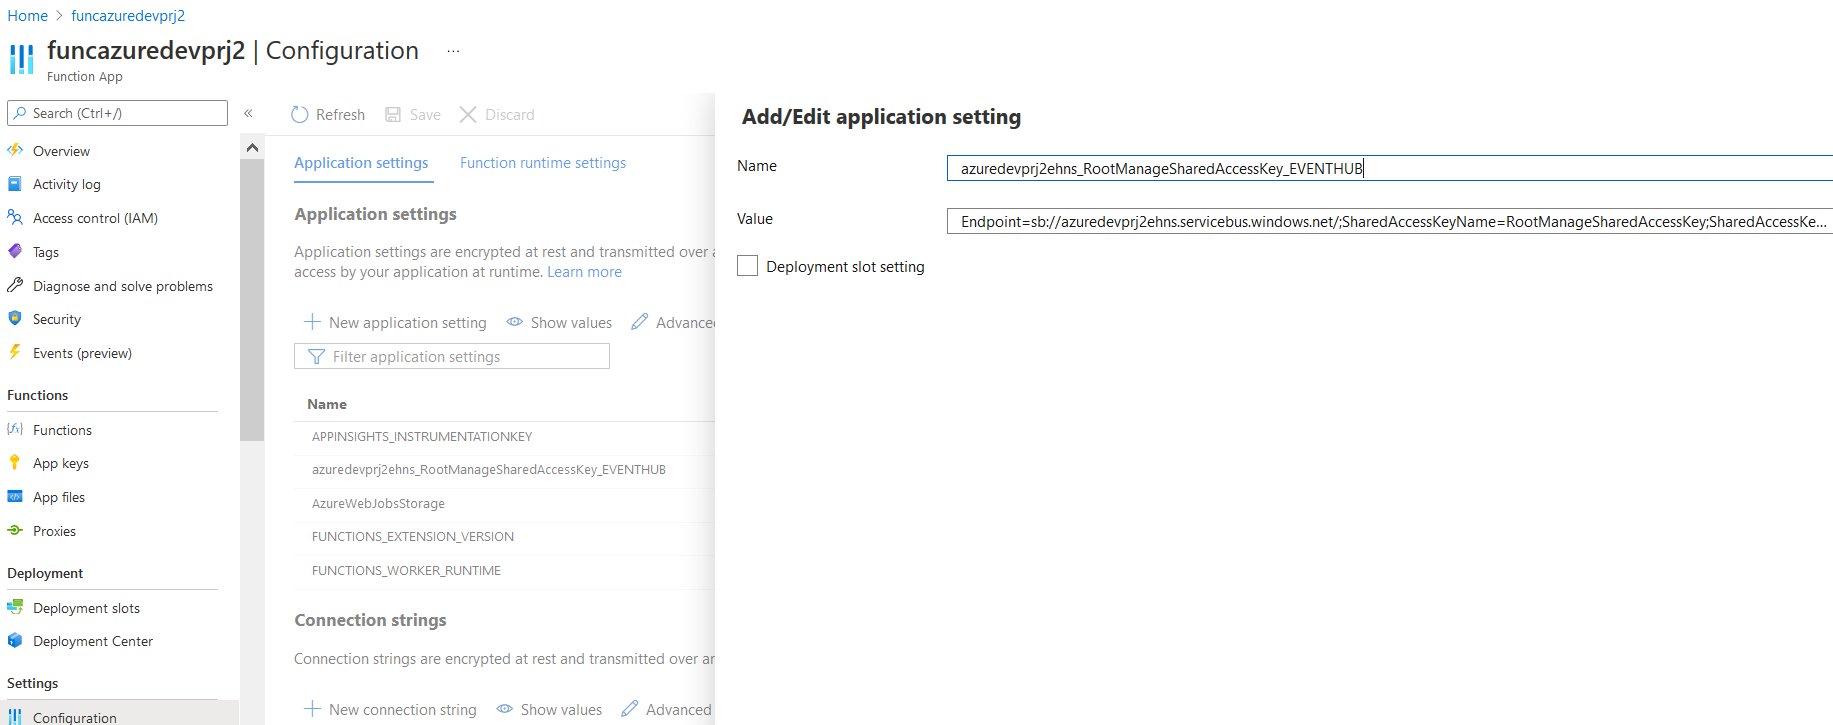 Home > funcazuredevprj2
funcazuredevprj2 | Configuration ...
Function App
Search (Ctrl+/)
«
Overview
Activity log
Access control (IAM)
Tags
Diagnose and solve problems
Security
Events (preview)
Functions
Functions
App keys
App files
Proxies
Deployment
Deployment slots
Deployment Center
Settings
Configuration
Refresh Save Discard
Application settings Function runtime settings
Application settings
Application settings are encrypted at rest and transmitted over a
access by your application at runtime. Learn more
New application setting Show values Advanced
Filter application settings
Name
APPINSIGHTS_INSTRUMENTATIONKEY
azuredevprj2ehns_RootManageSharedAccessKey_EVENTHUB
AzureWebJobsStorage
FUNCTIONS_EXTENSION_VERSION
FUNCTIONS_WORKER_RUNTIME
Connection strings
Connection strings are encrypted at rest and transmitted over ar
New connection string Show values Advanced
Add/Edit application setting
Name azuredevprj2ehns_RootManageSharedAccessKey_EVENTHUB
Value Endpoint=sb://azuredevprj2ehns.servicebus.windows.net/;SharedAccessKeyName=RootManageSharedAccessKey;SharedAccessKe...
Deployment slot setting